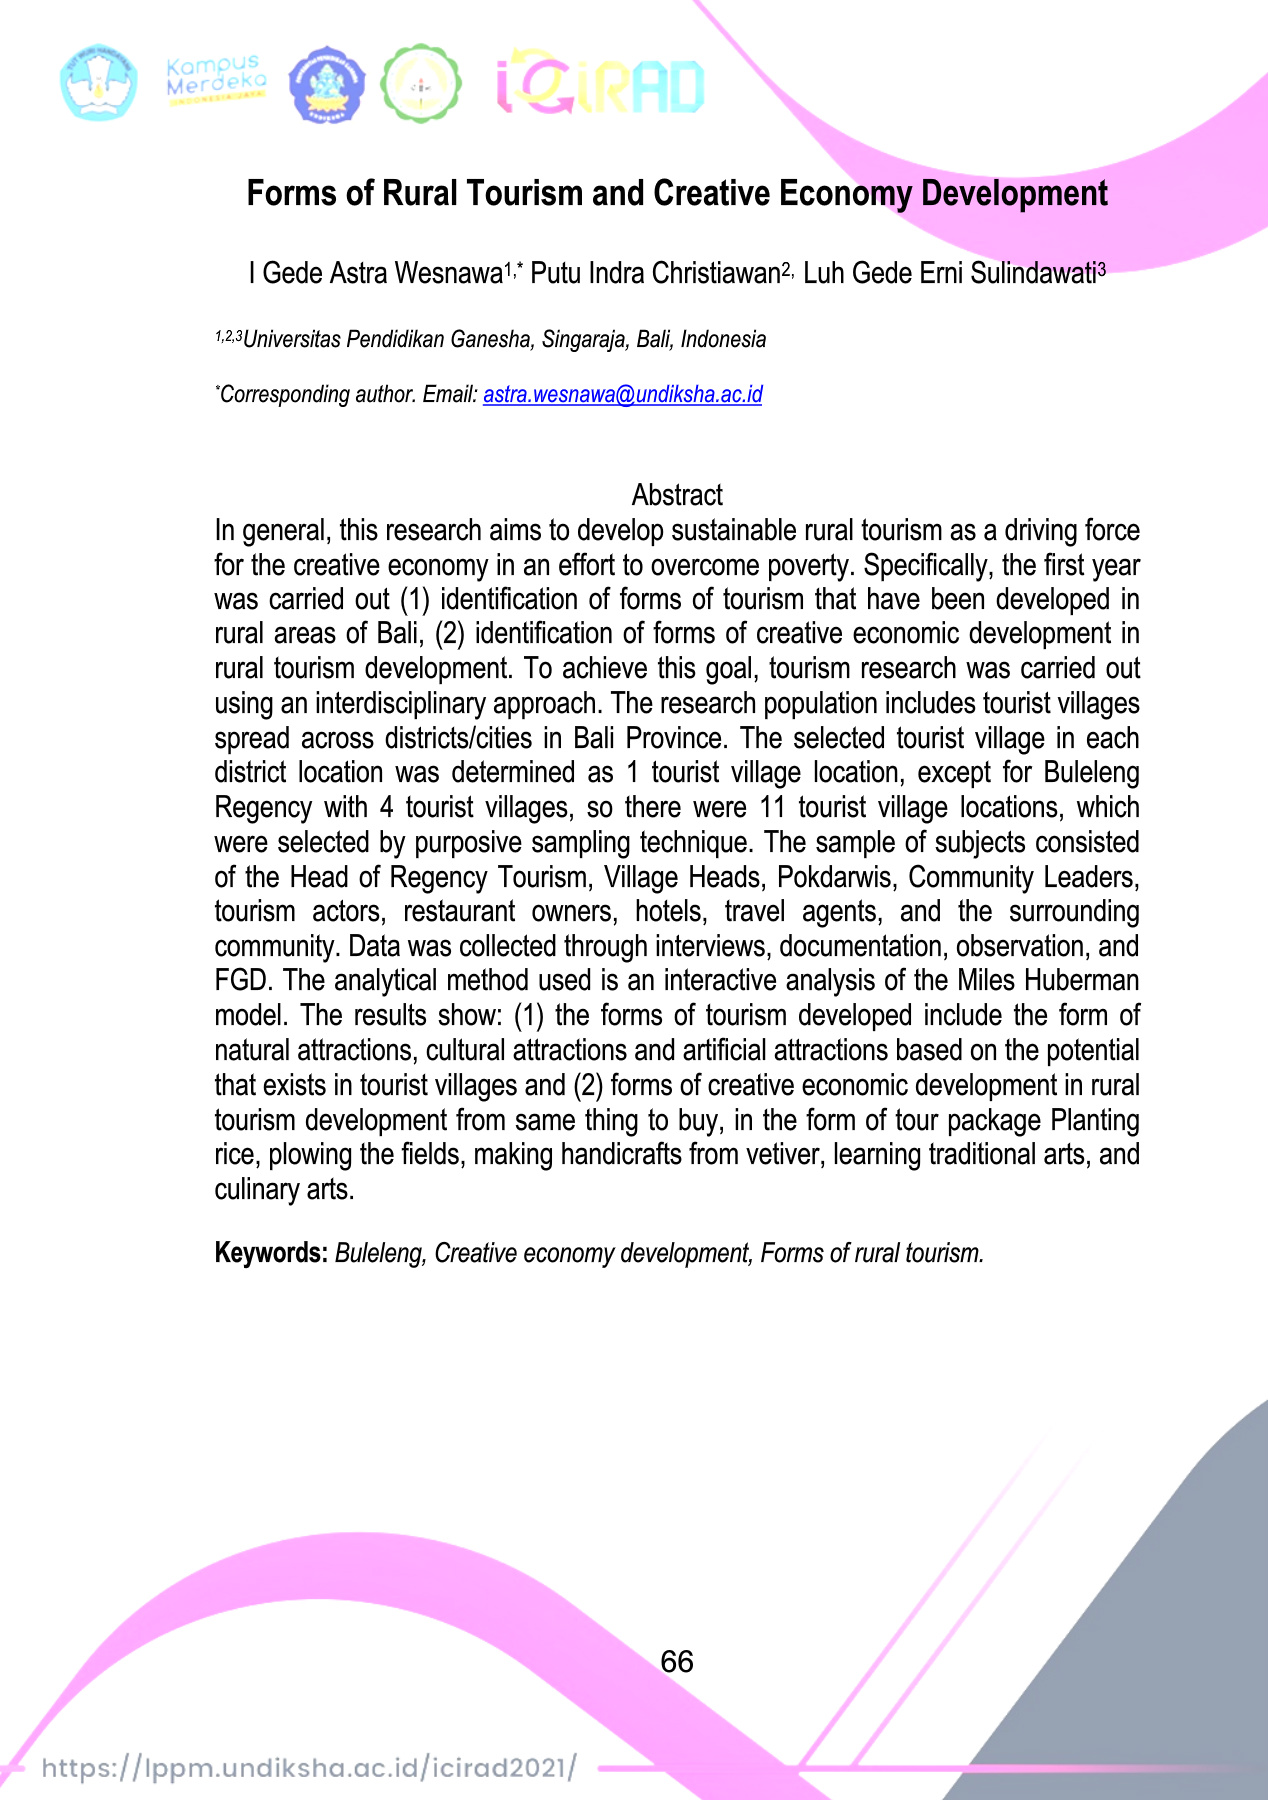 TUT WURI HANDAYANI
Kampus
Merdeka
INDONESIA JAYA
UNDIKSHA
iCiRAD
Forms of Rural Tourism and Creative Economy Development
I Gede Astra Wesnawa1,* Putu Indra Christiawan2, Luh Gede Erni Sulindawati3
1,2,3Universitas Pendidikan Ganesha, Singaraja, Bali, Indonesia
*Corresponding author. Email: astra.wesnawa@undiksha.ac.id
Abstract
In general, this research aims to develop sustainable rural tourism as a driving force
for the creative economy in an effort to overcome poverty. Specifically, the first year
was carried out (1) identification of forms of tourism that have been developed in
rural areas of Bali, (2) identification of forms of creative economic development in
rural tourism development. To achieve this goal, tourism research was carried out
using an interdisciplinary approach. The research population includes tourist villages
spread across districts/cities in Bali Province. The selected tourist village in each
district location was determined as 1 tourist village location, except for Buleleng
Regency with 4 tourist villages, so there were 11 tourist village locations, which
were selected by purposive sampling technique. The sample of subjects consisted
of the Head of Regency Tourism, Village Heads, Pokdarwis, Community Leaders,
tourism actors, restaurant owners, hotels, travel agents, and the surrounding
community. Data was collected through interviews, documentation, observation, and
FGD. The analytical method used is an interactive analysis of the Miles Huberman
model. The results show: (1) the forms of tourism developed include the form of
natural attractions, cultural attractions and artificial attractions based on the potential
that exists in tourist villages and (2) forms of creative economic development in rural
tourism development from same thing to buy, in the form of tour package Planting
rice, plowing the fields, making handicrafts from vetiver, learning traditional arts, and
culinary arts.
Keywords: Buleleng, Creative economy development, Forms of rural tourism.
66
https://lppm.undiksha.ac.id/icirad2021/